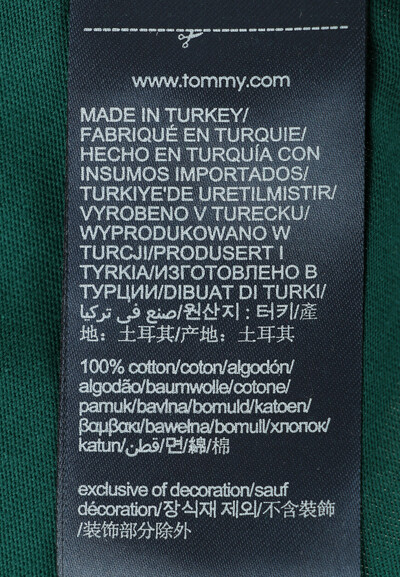 www.tommy.com
MADE IN TURKEY/
FABRIQUÉ EN TURQUIE/
HECHO EN TURQUÍA CON
INSUMOS IMPORTADOS/
TURKIYE'DE URETILMISTIR/
VYROBENO V TURECKU/
WYPRODUKOWANO W
TURCJI/PRODUSERT I
TYRKIA/ИЗГОТОВЛЕНО В
ТУРЦИИ/DIBUAT DI TURKI/
صنع في تركيا/원산지 : 터키/產
地： 土耳其/产地： 土耳其
100% cotton/coton/algodón/
algodão/baumwolle/cotone/
pamuk/bavlna/bomuld/katoen/
βαμβακι/bawełna/bomull/хлопок/
katun/قطن/면/綿/棉
exclusive of decoration/sauf
décoration/장식재 제외/不含裝飾
/装饰部分除外